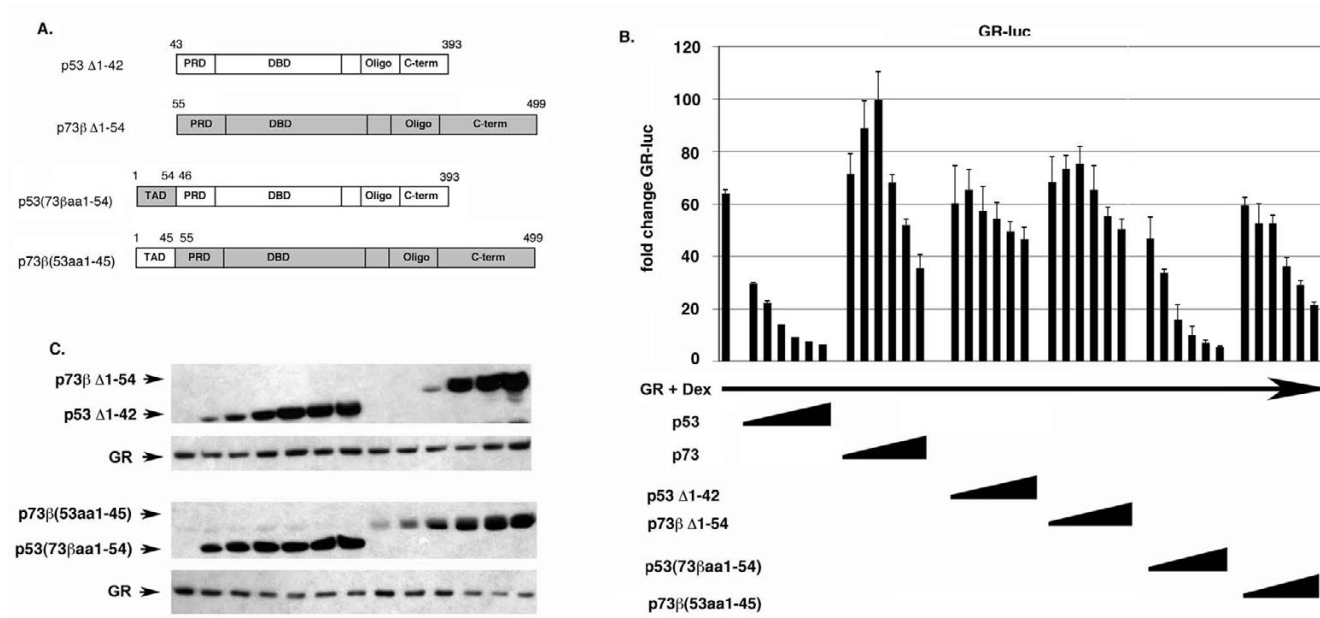 A.
43 393
p53 Δ1-42 PRD DBD Oligo C-term
55 499
p73β Δ1-54 PRD DBD Oligo C-term
1 54 46 393
p53(73βaa1-54) TAD PRD DBD Oligo C-term
1 45 55 499
p73β(53aa1-45) TAD PRD DBD Oligo C-term
B.
GR-luc
fold change GR-luc
120
100
80
60
40
20
0
GR + Dex
p53
p73
p53 Δ1-42
p73β Δ1-54
p53(73βaa1-54)
p73β(53aa1-45)
C.
p73β Δ1-54
p53 Δ1-42
GR
p73β(53aa1-45)
p53(73βaa1-54)
GR